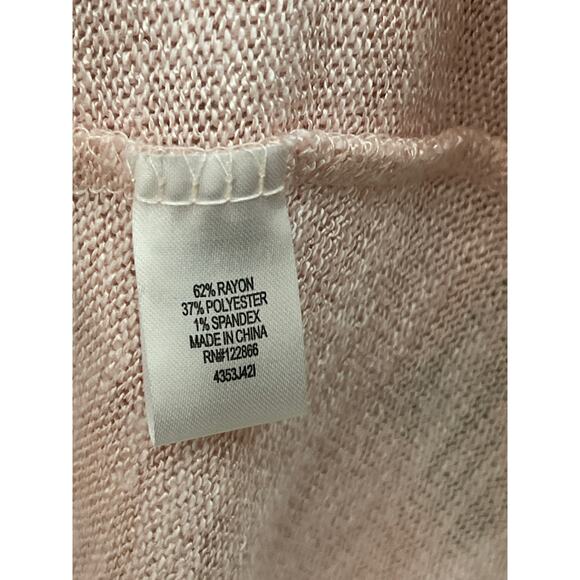 62% RAYON
37% POLYESTER
1% SPANDEX
MADE IN CHINA
RN#122866
4353J42I